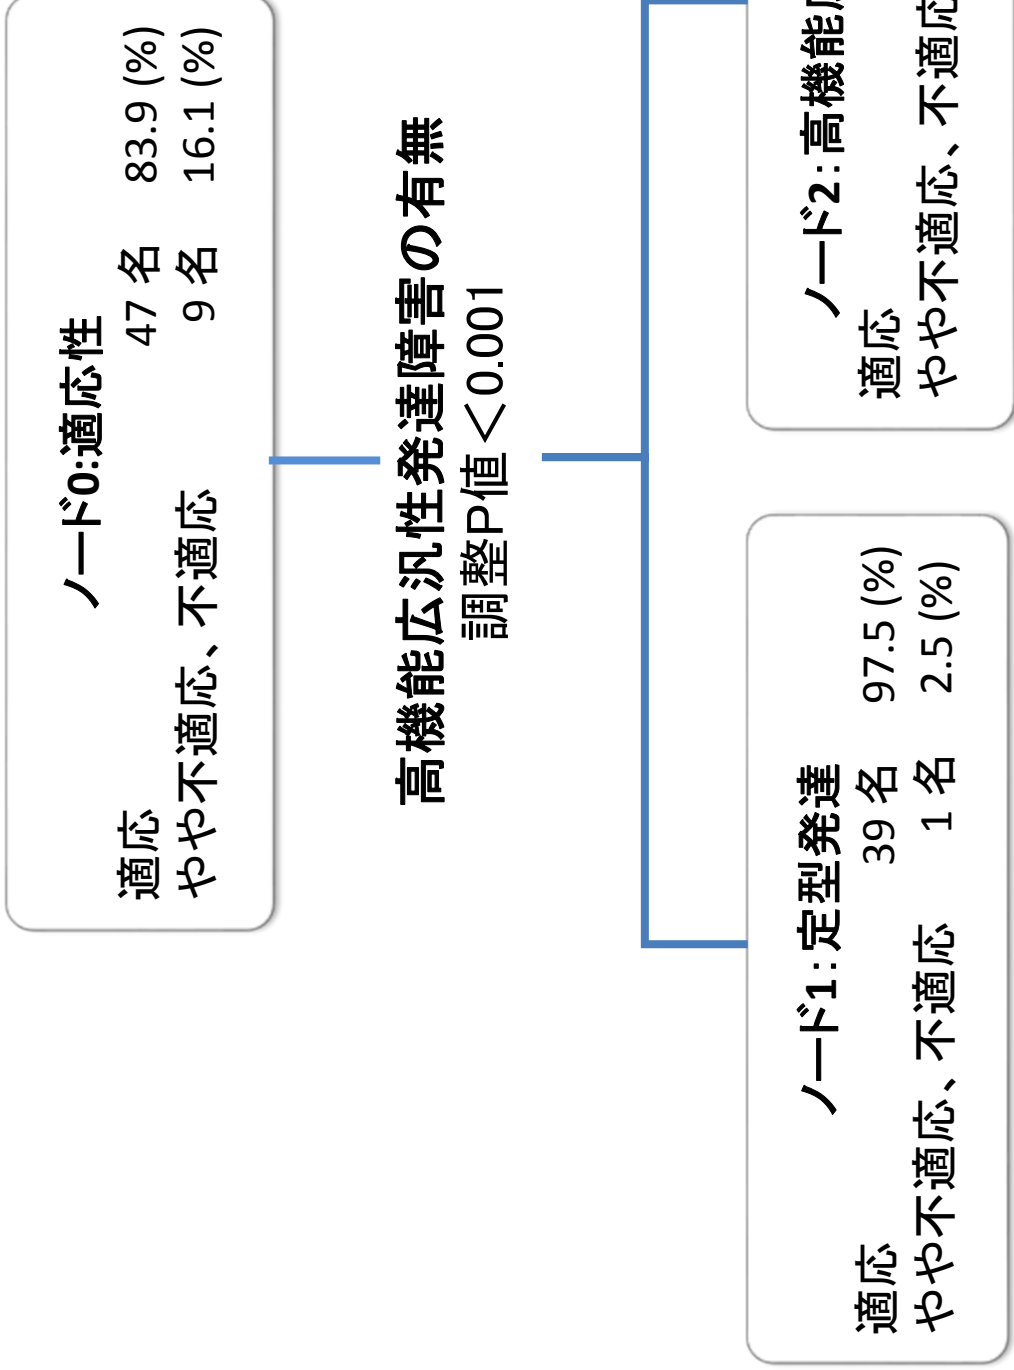 ノード0:適応性
適応 47 名 83.9 (%)
やや不適応、不適応 9 名 16.1 (%)
高機能広汎性発達障害の有無
調整P値＜0.001
ノード1:定型発達
適応 39 名 97.5 (%)
やや不適応、不適応 1 名 2.5 (%)
ノード2:高機能
適応
やや不適応、不適応